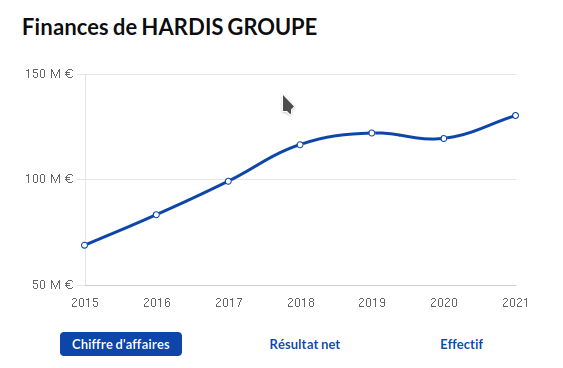 Finances de HARDIS GROUPE
150 M €
100 M €
50 M €
2015 2016 2017 2018 2019 2020 2021
Chiffre d'affaires Résultat net Effectif